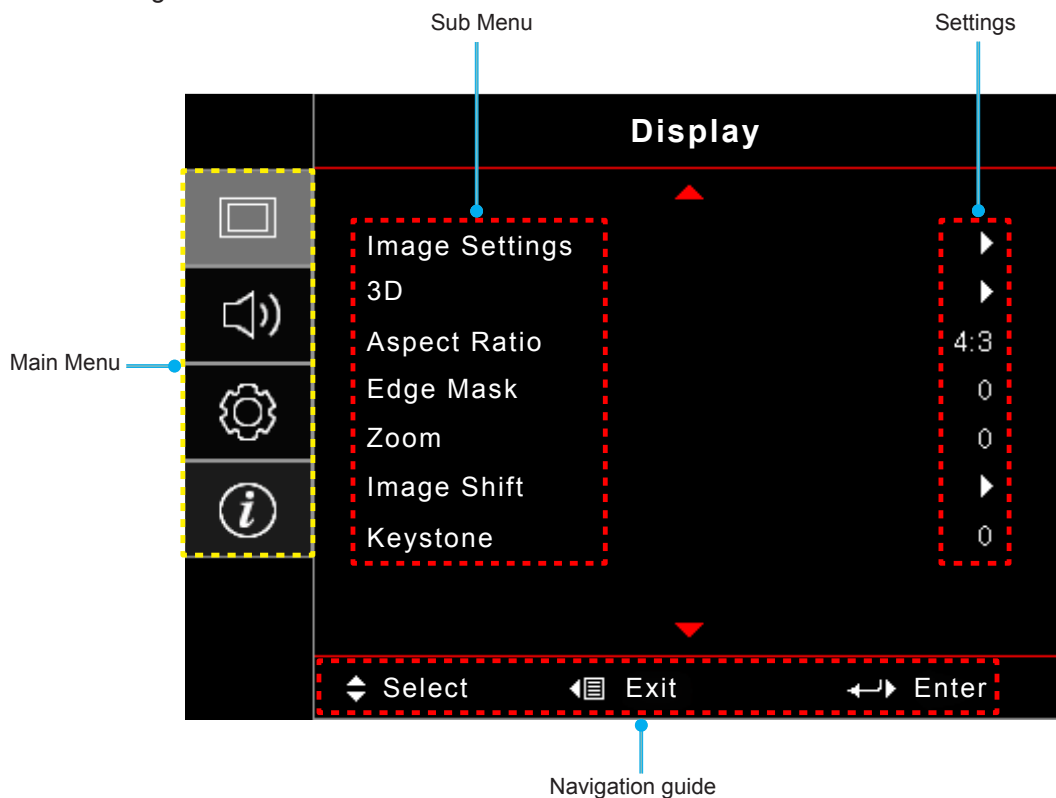 Sub Menu Settings
Display
Image Settings
3D
Aspect Ratio 4:3
Main Menu
Edge Mask 0
Zoom 0
Image Shift
Keystone 0
Select Exit Enter
Navigation guide